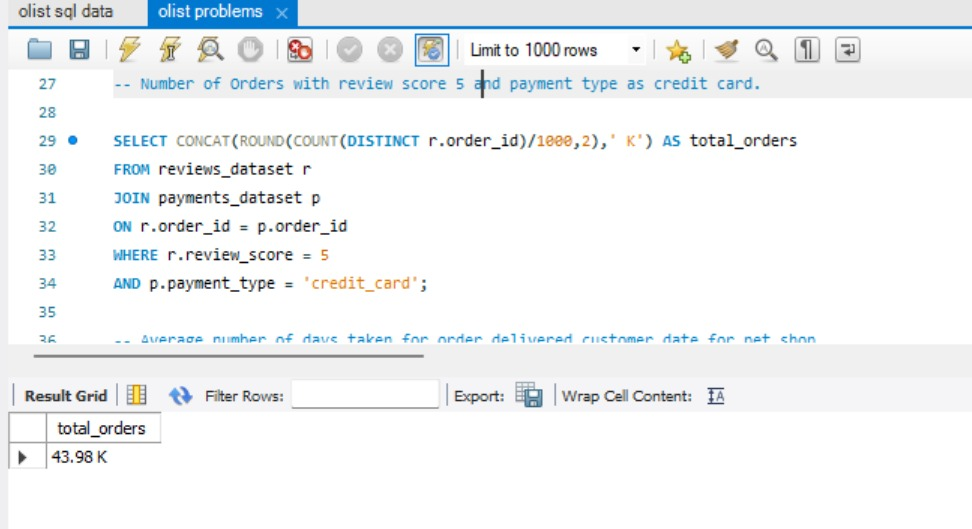 olist sql data
olist problems
Limit to 1000 rows
27 -- Number of Orders with review score 5 and payment type as credit card.
28
29 SELECT CONCAT(ROUND(COUNT(DISTINCT r.order_id)/1000,2),' K') AS total_orders
30 FROM reviews_dataset r
31 JOIN payments_dataset p
32 ON r.order_id = p.order_id
33 WHERE r.review_score = 5
34 AND p.payment_type = 'credit_card';
35
36 -- Average number of days taken for order delivered customer date for pet shop
Result Grid Filter Rows: Export: Wrap Cell Content: IA
total_orders
43.98 K